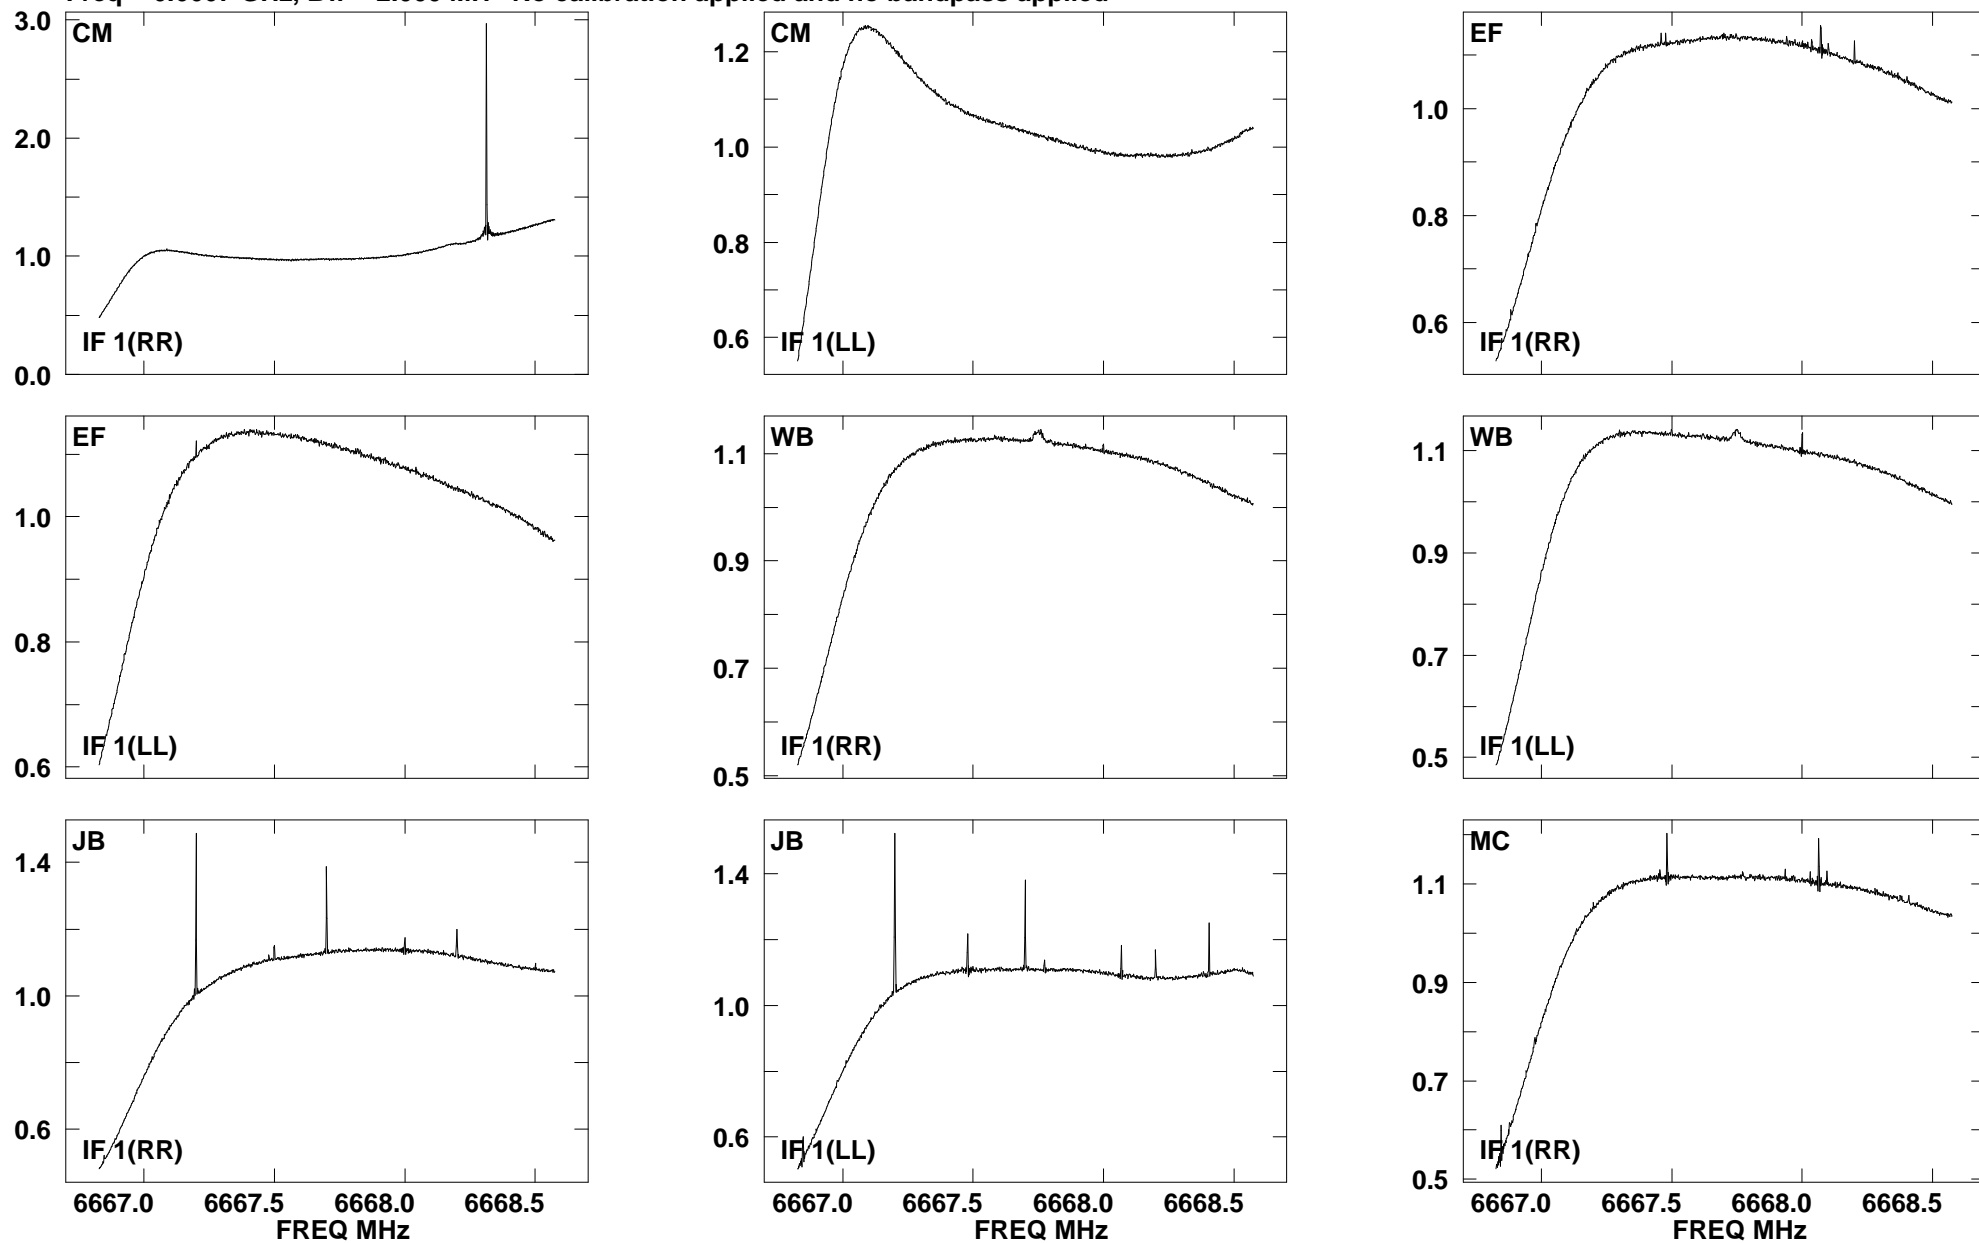 calibration applied and no bandpass applied
3.0
2.0
1.0
0.0
CM
IF 1(RR)
1.2
1.0
0.8
0.6
CM
IF 1(LL)
1.0
0.8
0.6
EF
IF 1(RR)
1.0
0.8
0.6
EF
IF 1(LL)
1.1
0.9
0.7
0.5
WB
IF 1(RR)
1.1
0.9
0.7
0.5
WB
IF 1(LL)
1.4
1.0
0.6
JB
IF 1(RR)
6667.0 6667.5 6668.0 6668.5
FREQ MHz
1.4
1.0
0.6
JB
IF 1(LL)
6667.0 6667.5 6668.0 6668.5
FREQ MHz
1.1
0.9
0.7
0.5
MC
IF 1(RR)
6667.0 6667.5 6668.0 6668.5
FREQ MHz